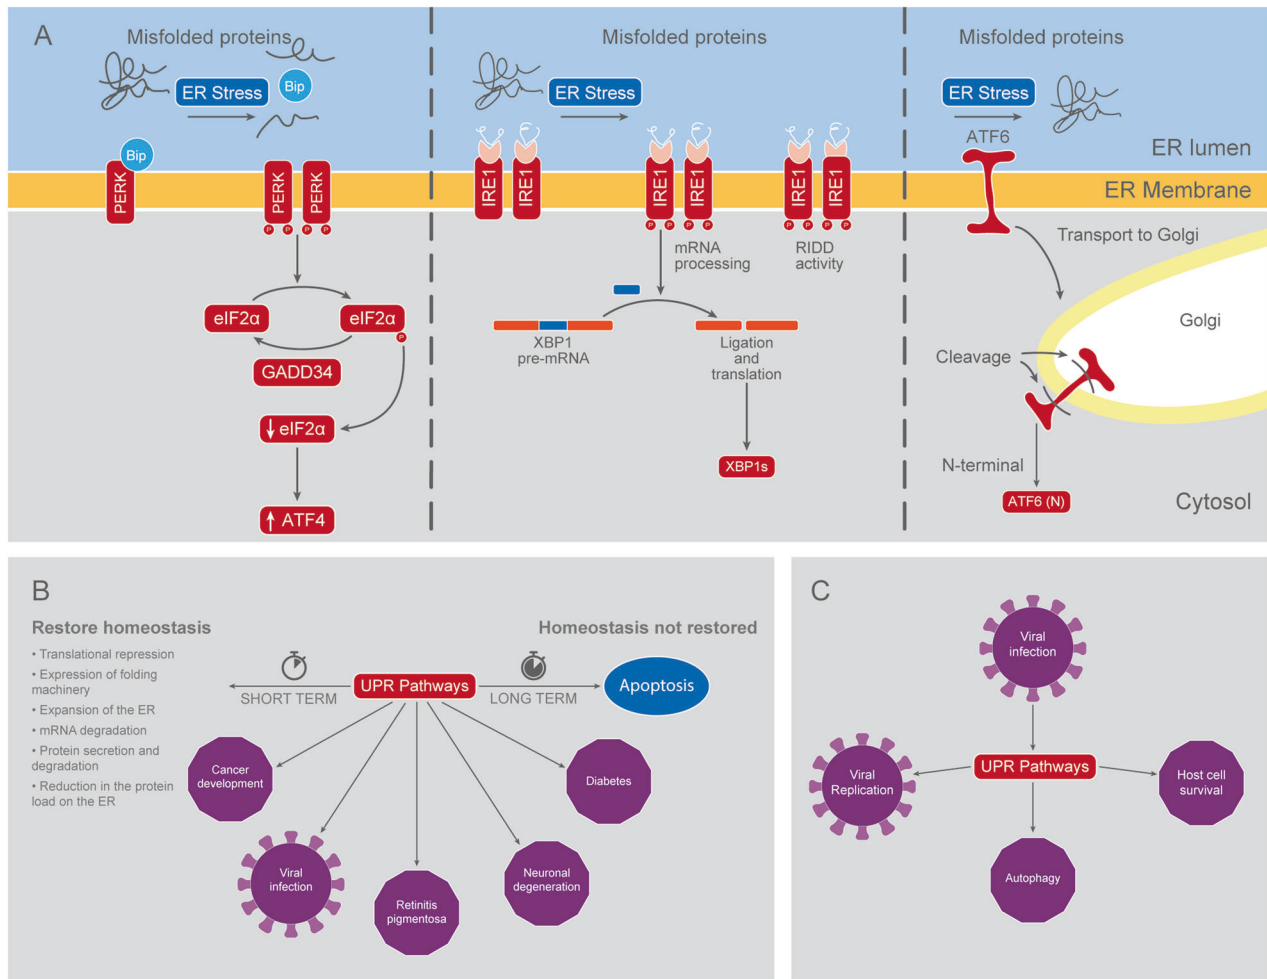 A
Misfolded proteins
ER Stress
Bip
Bip
PERK
PERK
PERK
P
P
P
P
eIF2α
eIF2α
P
GADD34
↓ eIF2α
↑ ATF4
Misfolded proteins
ER Stress
IRE1
IRE1
IRE1
IRE1
IRE1
IRE1
P
P
P
P
P
P
P
P
mRNA
processing
RIDD
activity
XBP1
pre-mRNA
Ligation
and
translation
XBP1s
Misfolded proteins
ER Stress
ATF6
ER lumen
ER Membrane
Transport to Golgi
Golgi
Cleavage
N-terminal
ATF6 (N)
Cytosol
B
Restore homeostasis
• Translational repression
• Expression of folding
machinery
• Expansion of the ER
• mRNA degradation
• Protein secretion and
degradation
• Reduction in the protein
load on the ER
SHORT TERM
UPR Pathways
LONG TERM
Homeostasis not restored
Apoptosis
Cancer
development
Viral
infection
Retinitis
pigmentosa
Neuronal
degeneration
Diabetes
C
Viral
infection
UPR Pathways
Viral
Replication
Host cell
survival
Autophagy